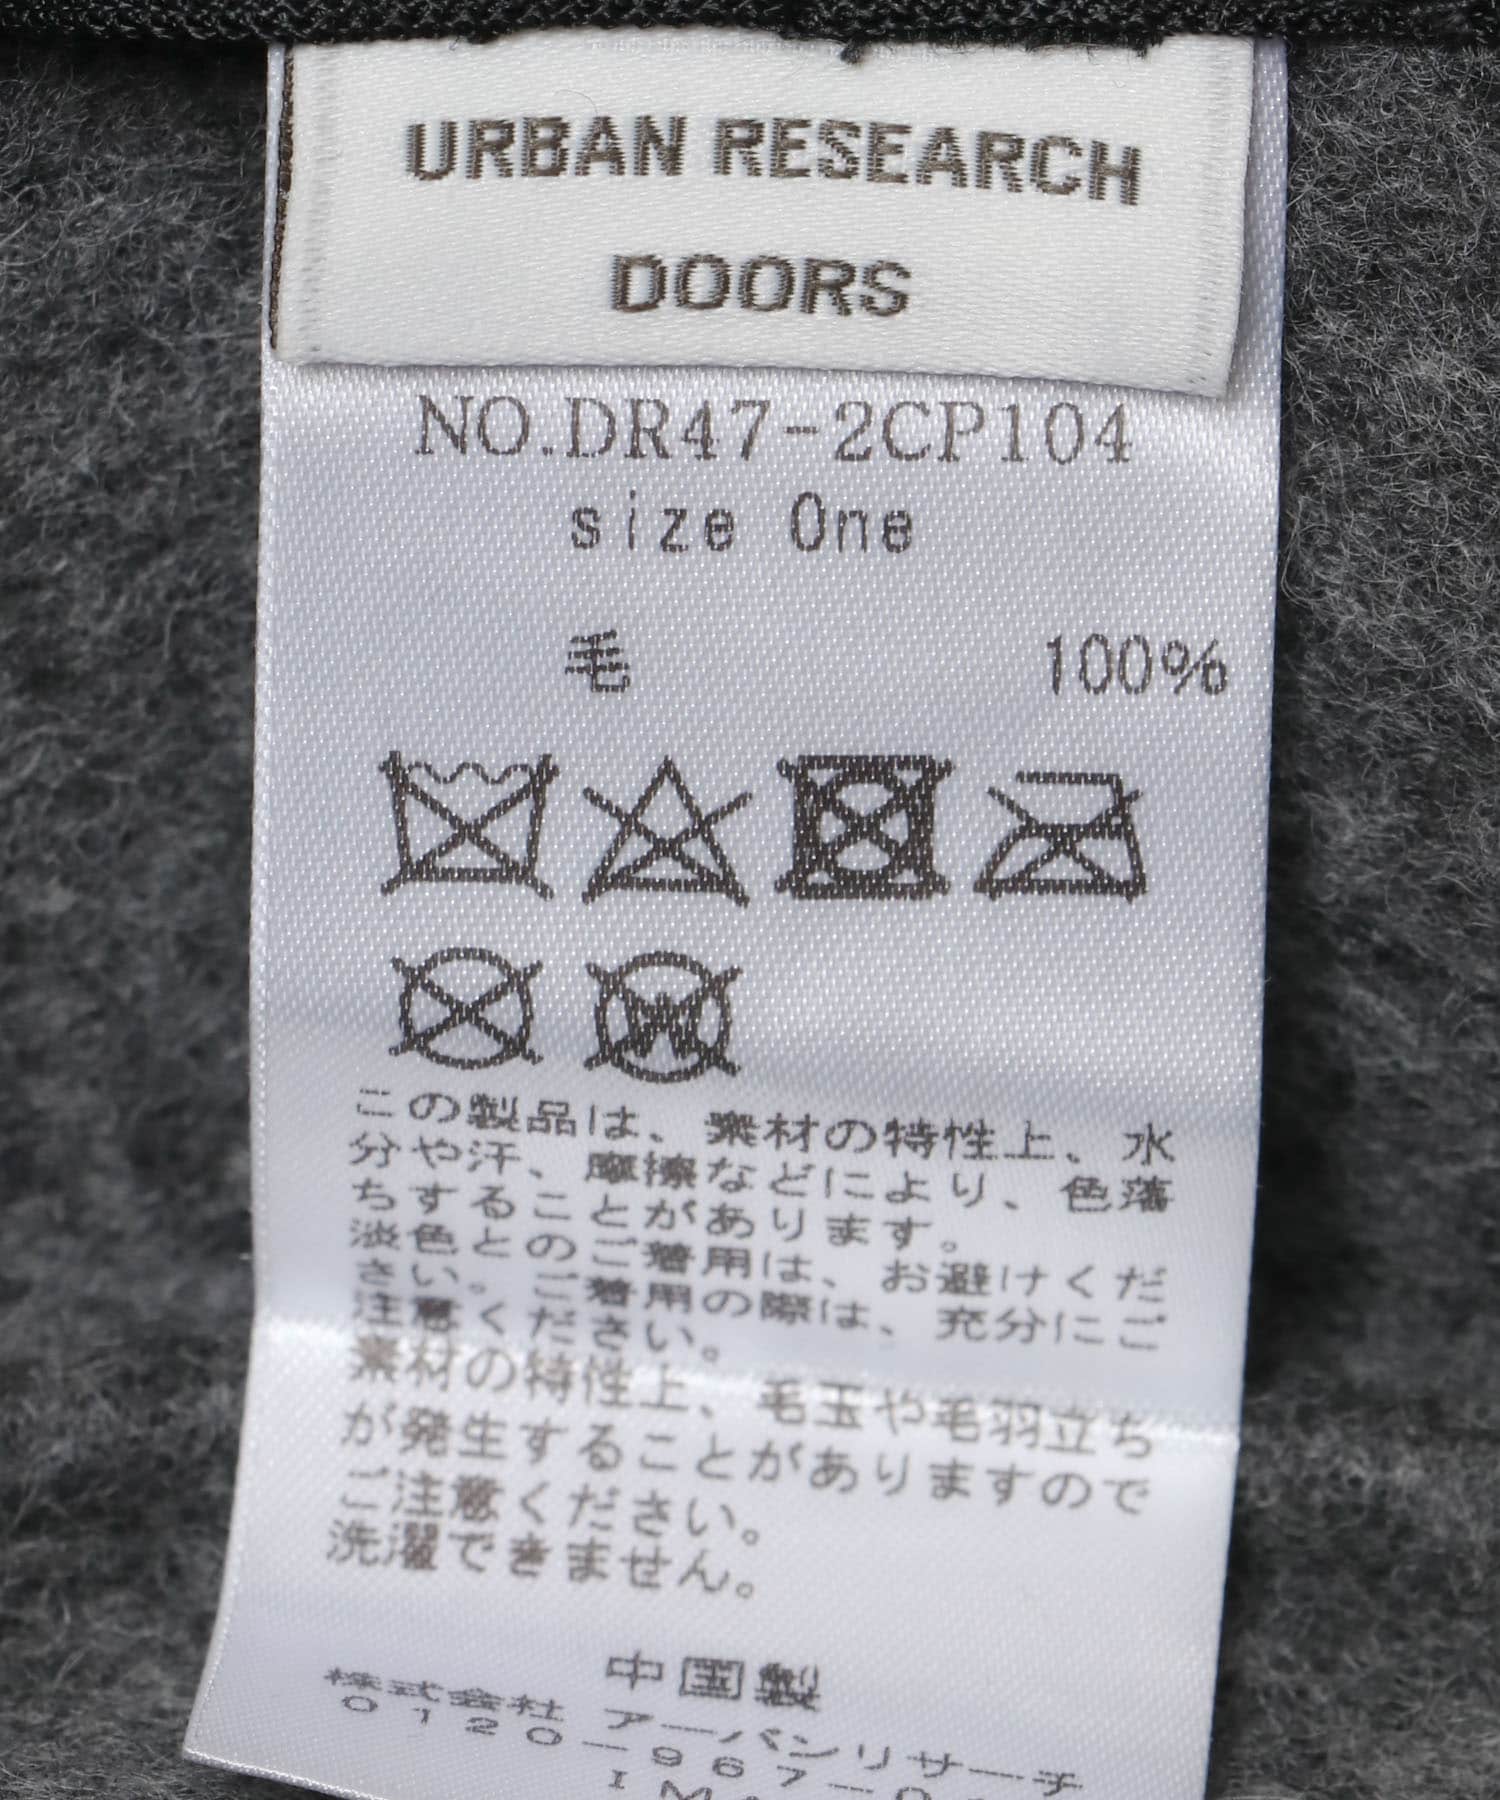 URBAN RESEARCH
DOORS
NO.DR47-2CP104
size One
毛 100%
この製品は、素材の特性上、水
分や汗、摩擦などにより、色落
ちすることがあります。
淡色とのご着用は、お避けくだ
さい。ご着用の際は、充分にご
注意ください。
素材の特性上、毛玉や毛羽立ち
が発生することがありますので
ご注意ください。
洗濯できません。
中国製
株式会社 アーバンリサーチ
0120-967-0